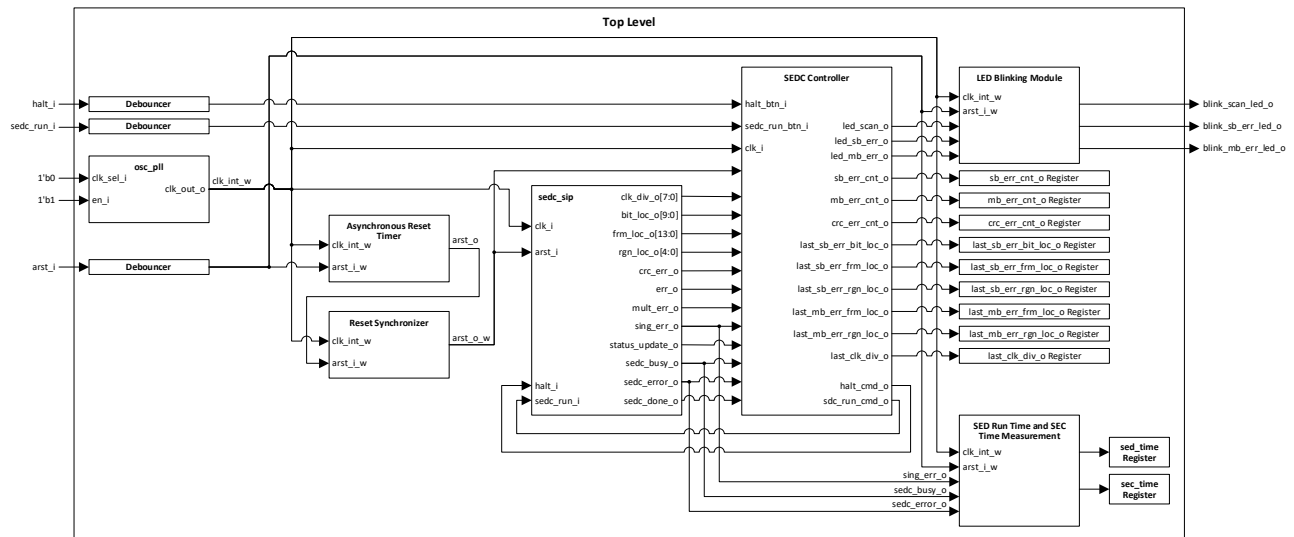 Top Level
halt_i
Debouncer
sedc_run_i
Debouncer
osc_pll
1'b0
clk_sel_i
clk_out_o
clk_int_w
1'b1
en_i
arst_i
Debouncer
Asynchronous Reset
Timer
clk_int_w
arst_i_w
arst_o
Reset Synchronizer
clk_int_w
arst_i_w
arst_o_w
sedc_sip
clk_i
arst_i
halt_i
sedc_run_i
clk_div_o[7:0]
bit_loc_o[9:0]
frm_loc_o[13:0]
rgn_loc_o[4:0]
crc_err_o
err_o
mult_err_o
sing_err_o
status_update_o
sedc_busy_o
sedc_error_o
sedc_done_o
SEDC Controller
halt_btn_i
sedc_run_btn_i
clk_i
led_scan_o
led_sb_err_o
led_mb_err_o
sb_err_cnt_o
mb_err_cnt_o
crc_err_cnt_o
last_sb_err_bit_loc_o
last_sb_err_frm_loc_o
last_sb_err_rgn_loc_o
last_mb_err_frm_loc_o
last_mb_err_rgn_loc_o
last_clk_div_o
halt_cmd_o
sdc_run_cmd_o
LED Blinking Module
clk_int_w
arst_i_w
blink_scan_led_o
blink_sb_err_led_o
blink_mb_err_led_o
sb_err_cnt_o Register
mb_err_cnt_o Register
crc_err_cnt_o Register
last_sb_err_bit_loc_o Register
last_sb_err_frm_loc_o Register
last_sb_err_rgn_loc_o Register
last_mb_err_frm_loc_o Register
last_mb_err_rgn_loc_o Register
last_clk_div_o Register
SED Run Time and SEC
Time Measurement
clk_int_w
arst_i_w
sing_err_o
sedc_busy_o
sedc_error_o
sed_time
Register
sec_time
Register